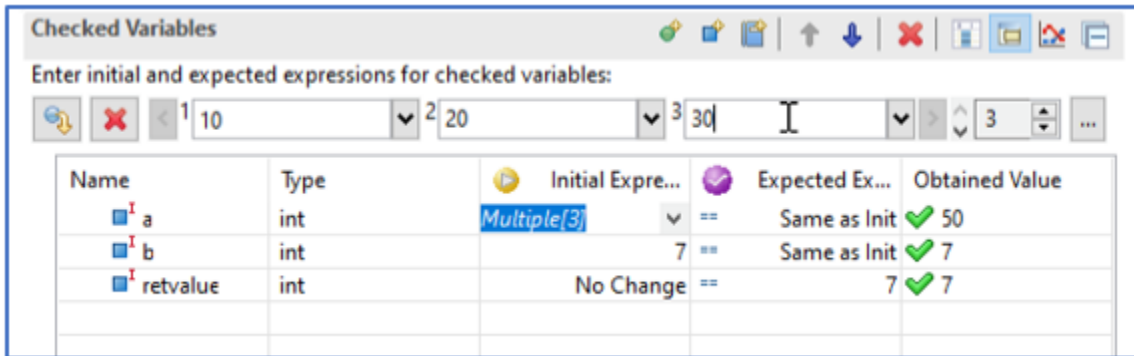 Checked Variables
Enter initial and expected expressions for checked variables:
1 10 2 20 3 30 3 ...
Name Type Initial Expre... Expected Ex... Obtained Value
a int Multiple[3] == Same as Init 50
b int 7 == Same as Init 7
retvalue int No Change == 7 7